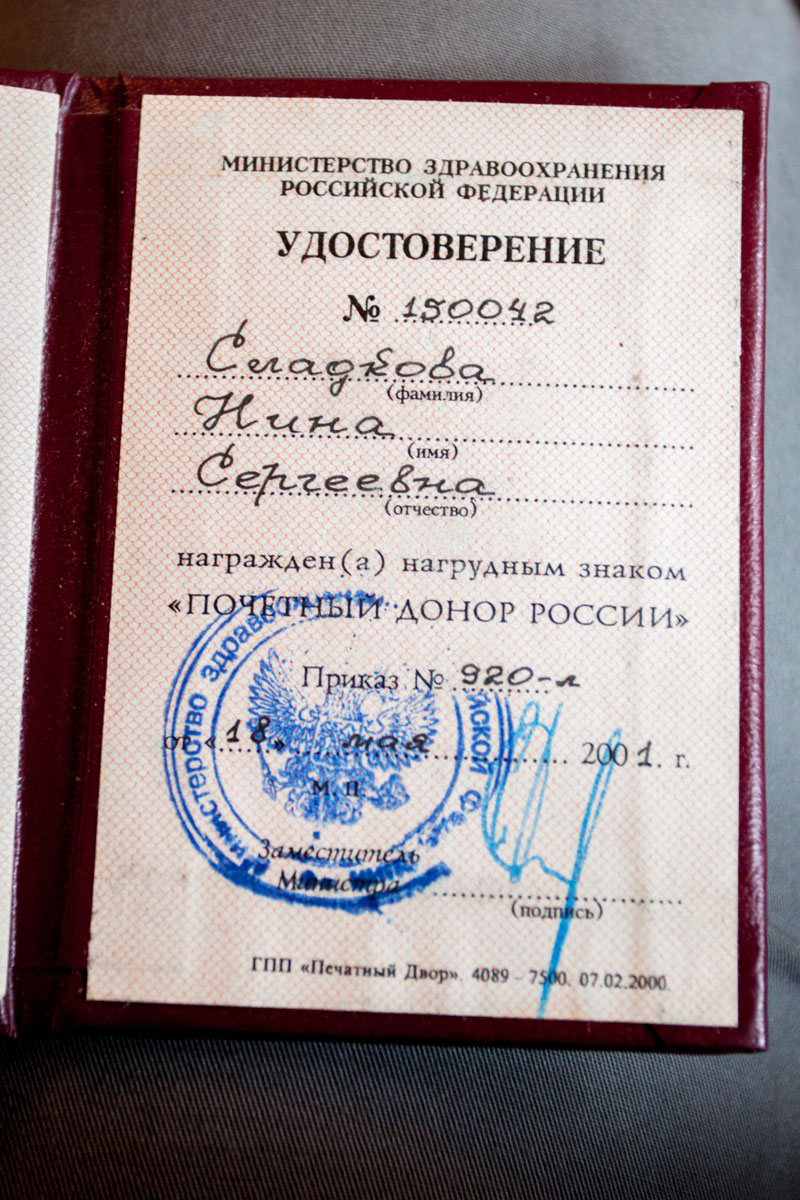 МИНИСТЕРСТВО ЗДРАВООХРАНЕНИЯ
РОССИЙСКОЙ ФЕДЕРАЦИИ
УДОСТОВЕРЕНИЕ
№ 150042
Сладкова
(фамилия)
Нина
(имя)
Сергеевна
(отчество)
награжден(а) нагрудным знаком
«ПОЧЕТНЫЙ ДОНОР РОССИИ»
Приказ № 920-л
от «18» мая 2001. г.
м. п.
Заместитель
Министра
(подпись)
ГПП «Печатный Двор». 4089 – 7500. 07.02.2000.